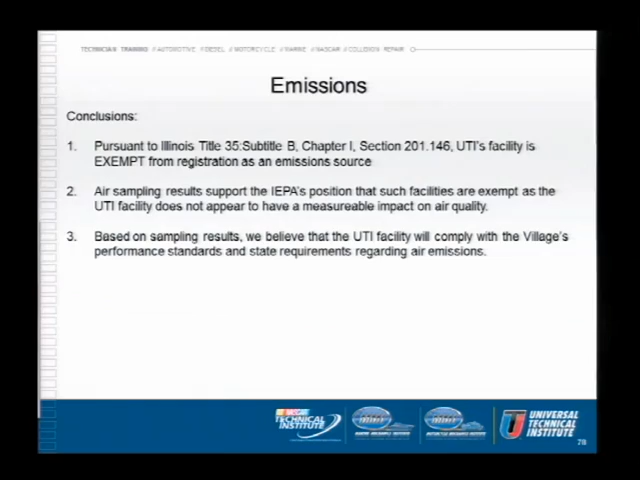 TECHNICIAN TRAINING // AUTOMOTIVE // DIESEL // MOTORCYCLE // MARINE // NASCAR // COLLISION REPAIR
Emissions
Conclusions:
1. Pursuant to Illinois Title 35:Subtitle B, Chapter I, Section 201.146, UTI's facility is
EXEMPT from registration as an emissions source
2. Air sampling results support the IEPA's position that such facilities are exempt as the
UTI facility does not appear to have a measureable impact on air quality.
3. Based on sampling results, we believe that the UTI facility will comply with the Village's
performance standards and state requirements regarding air emissions.
NASCAR
TECHNICAL
INSTITUTE
UNIVERSAL
TECHNICAL
INSTITUTE
78